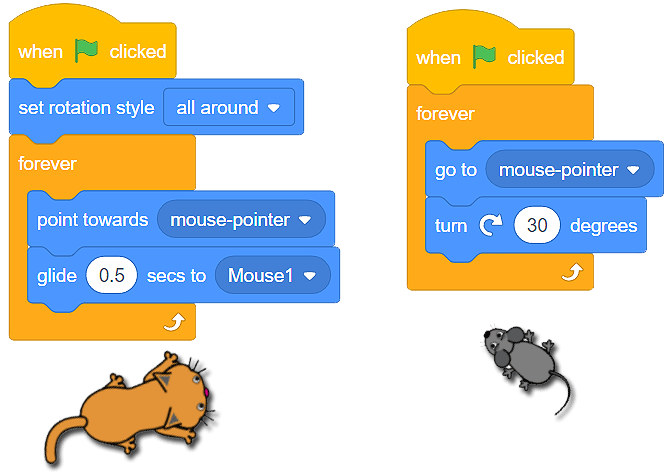 when clicked
set rotation style all around
forever
point towards mouse-pointer
glide 0.5 secs to Mouse1
when clicked
forever
go to mouse-pointer
turn 30 degrees